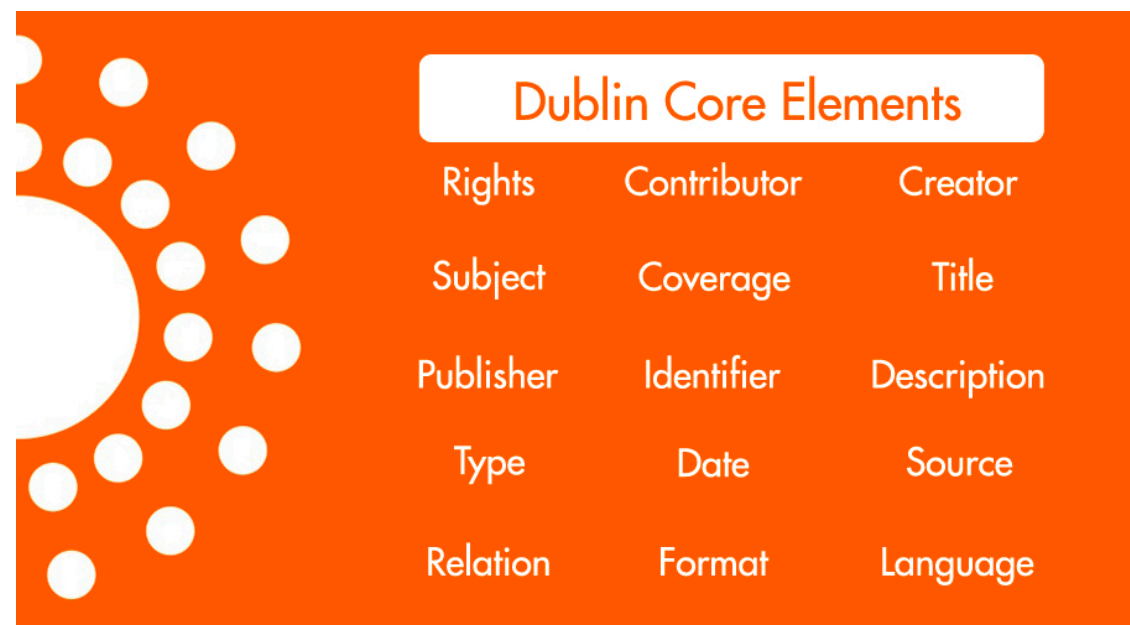 Dublin Core Elements
Rights Contributor Creator
Subject Coverage Title
Publisher Identifier Description
Type Date Source
Relation Format Language